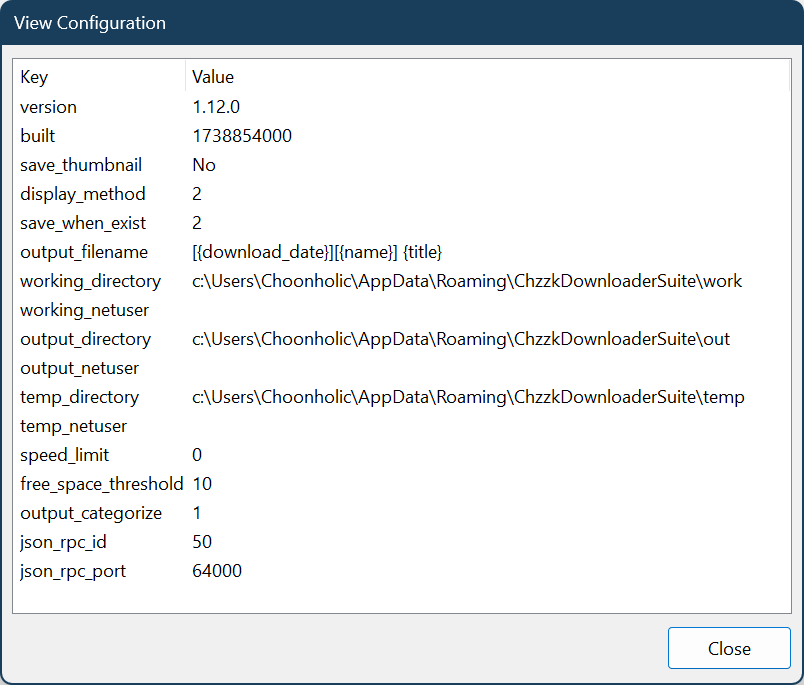 View Configuration
Key Value
version 1.12.0
built 1738854000
save_thumbnail No
display_method 2
save_when_exist 2
output_filename [{download_date}][{name}] {title}
working_directory c:\Users\Choonholic\AppData\Roaming\ChzzkDownloaderSuite\work
working_netuser
output_directory c:\Users\Choonholic\AppData\Roaming\ChzzkDownloaderSuite\out
output_netuser
temp_directory c:\Users\Choonholic\AppData\Roaming\ChzzkDownloaderSuite\temp
temp_netuser
speed_limit 0
free_space_threshold 10
output_categorize 1
json_rpc_id 50
json_rpc_port 64000
Close